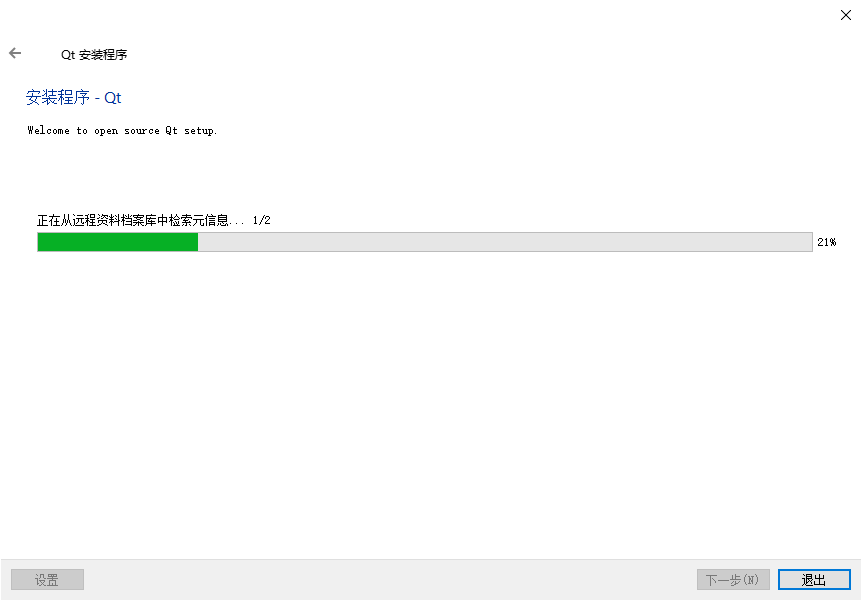 Qt 安装程序
安装程序 - Qt
Welcome to open source Qt setup.
正在从远程资料档案库中检索元信息... 1/2
21%
设置
下一步(N)
退出